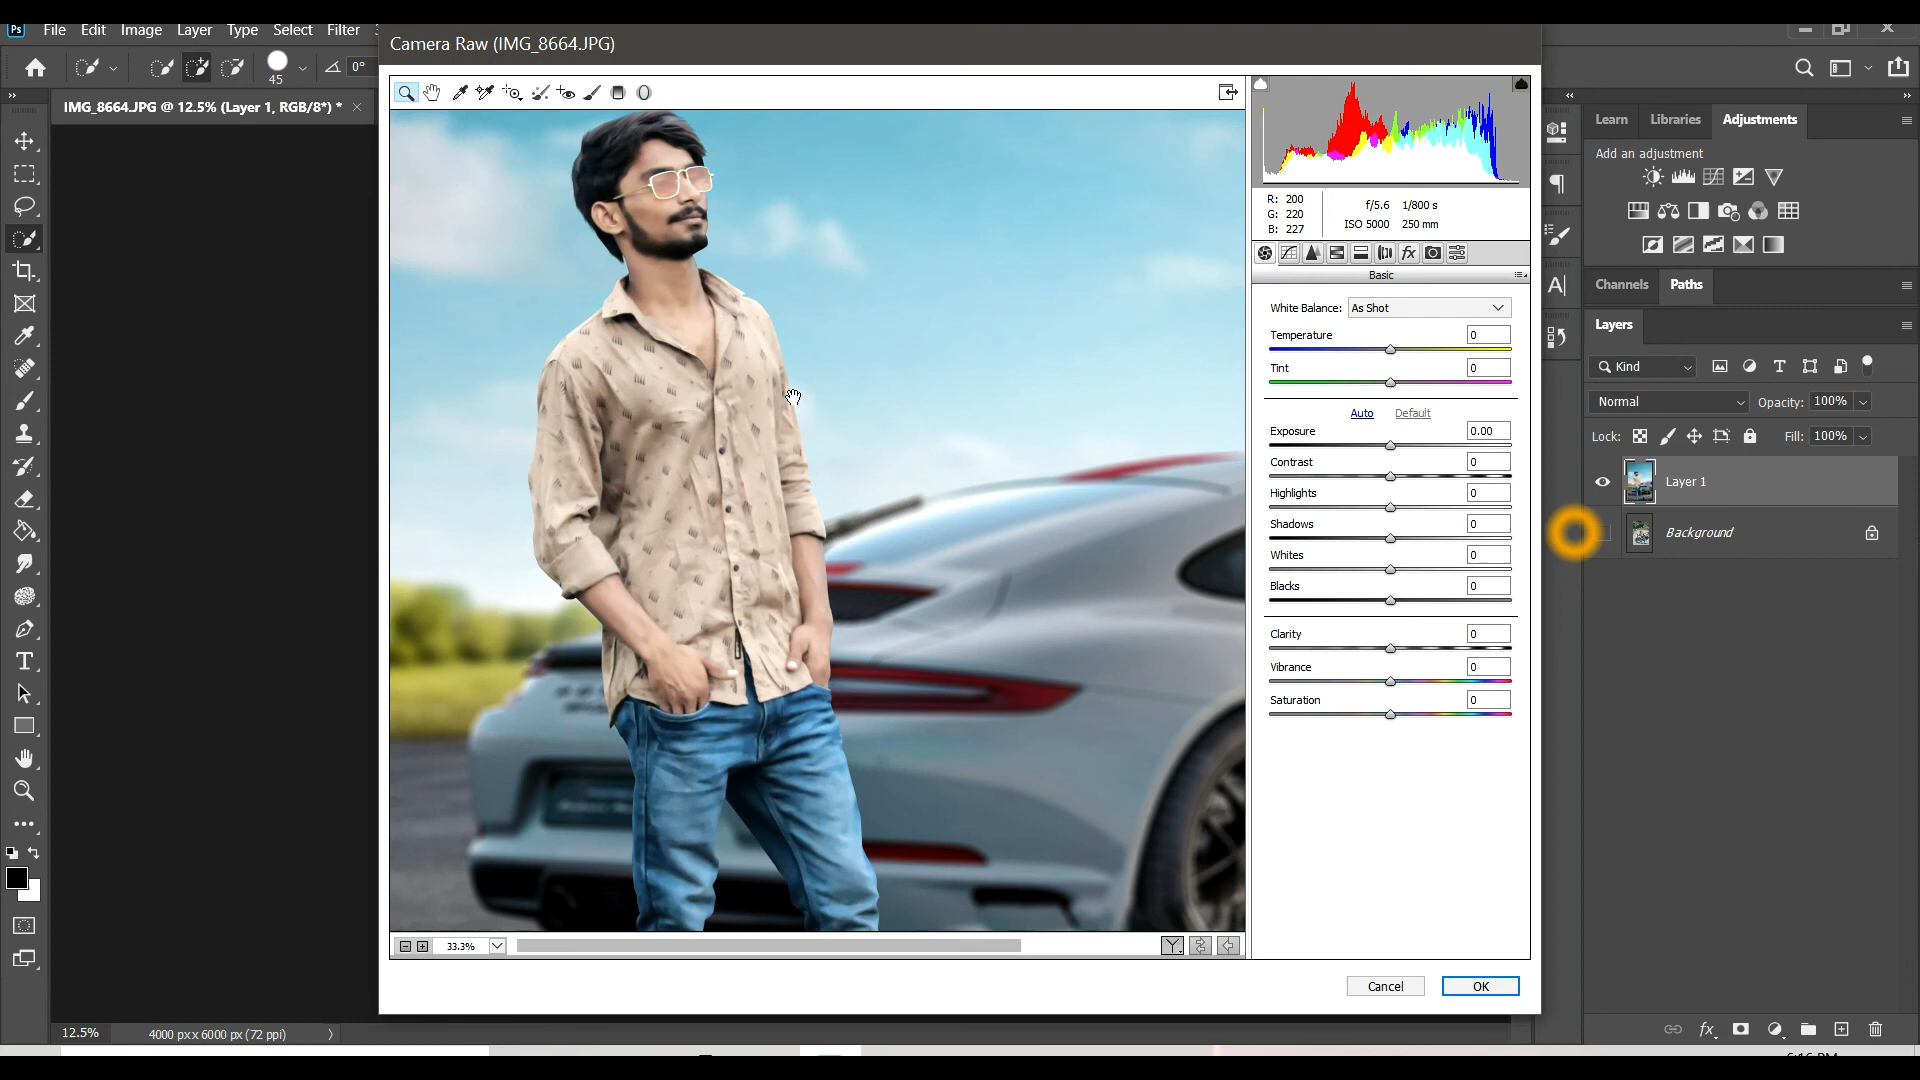 Ps File Edit Image Layer Type Select Filter
Camera Raw (IMG_8664.JPG)
45
0°
IMG_8664.JPG @ 12.5% (Layer 1, RGB/8*) *
R: 200
G: 220
B: 227
f/5.6 1/800 s
ISO 5000 250 mm
fx
Basic
White Balance: As Shot
Temperature 0
Tint 0
Auto Default
Exposure 0.00
Contrast 0
Highlights 0
Shadows 0
Whites 0
Blacks 0
Clarity 0
Vibrance 0
Saturation 0
33.3%
Y
Cancel OK
Learn Libraries Adjustments
Add an adjustment
Channels Paths
Layers
Kind
Normal Opacity: 100%
Lock: Fill: 100%
Layer 1
Background
fx
12.5% 4000 px x 6000 px (72 ppi)